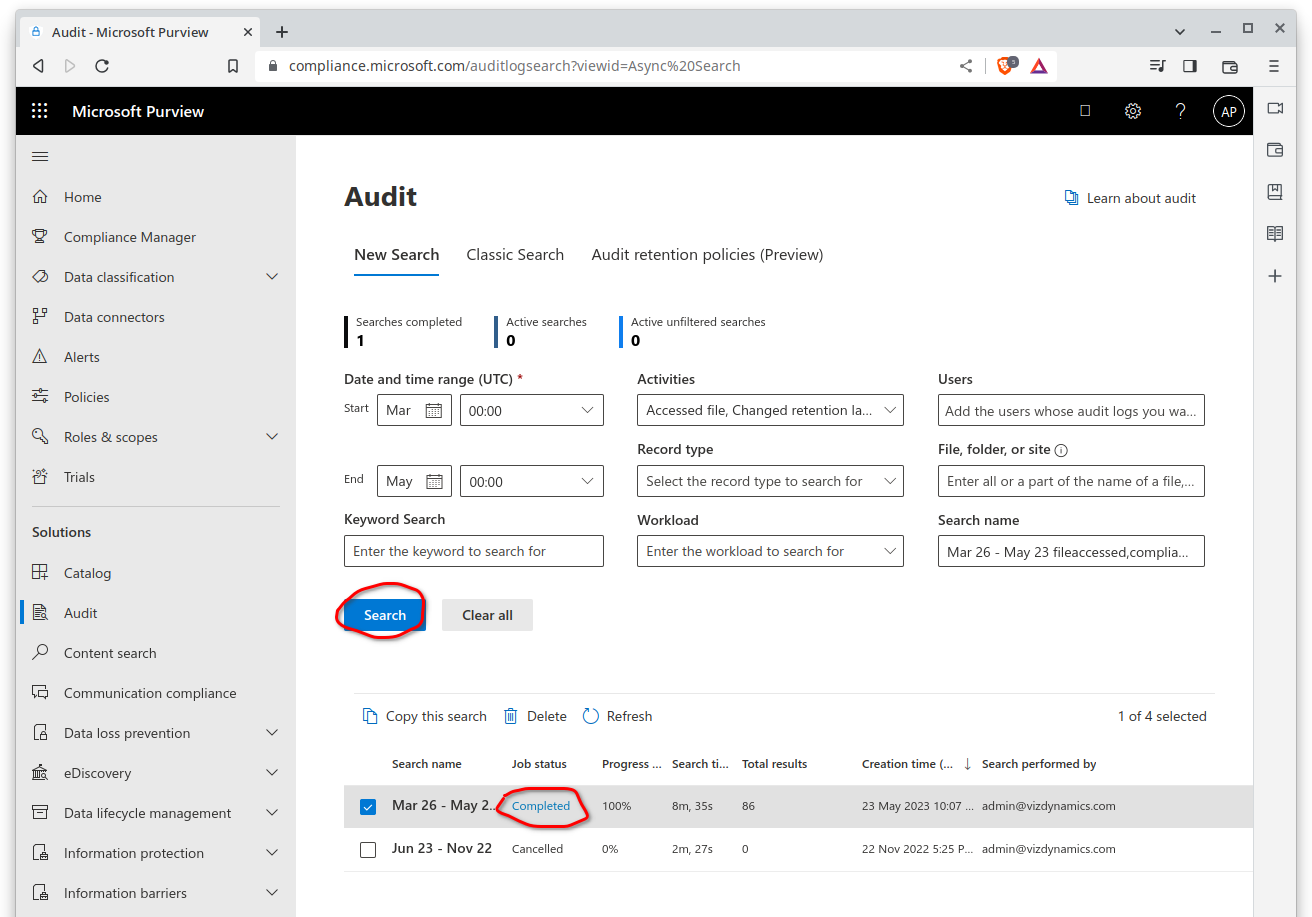 Audit - Microsoft Purview
compliance.microsoft.com/auditlogsearch?viewid=Async%20Search
5
Microsoft Purview
AP
Home
Compliance Manager
Data classification
Data connectors
Alerts
Policies
Roles & scopes
Trials
Solutions
Catalog
Audit
Content search
Communication compliance
Data loss prevention
eDiscovery
Data lifecycle management
Information protection
Information barriers
Audit
Learn about audit
New Search Classic Search Audit retention policies (Preview)
Searches completed Active searches Active unfiltered searches
1 0 0
Date and time range (UTC) * Activities Users
Start Mar 00:00 Accessed file, Changed retention la... Add the users whose audit logs you wa...
Record type File, folder, or site
End May 00:00 Select the record type to search for Enter all or a part of the name of a file,...
Keyword Search Workload Search name
Enter the keyword to search for Enter the workload to search for Mar 26 - May 23 fileaccessed,complia...
Search Clear all
Copy this search Delete Refresh 1 of 4 selected
Search name Job status Progress ... Search ti... Total results Creation time (... ↓ Search performed by
Mar 26 - May 2... Completed 100% 8m, 35s 86 23 May 2023 10:07 ... admin@vizdynamics.com
Jun 23 - Nov 22 Cancelled 0% 2m, 27s 0 22 Nov 2022 5:25 P... admin@vizdynamics.com